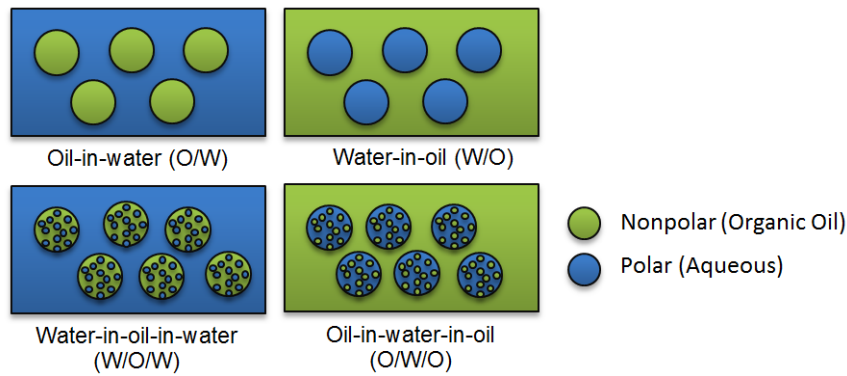 Oil-in-water (O/W)
Water-in-oil (W/O)
Water-in-oil-in-water
(W/O/W)
Oil-in-water-in-oil
(O/W/O)
Nonpolar (Organic Oil)
Polar (Aqueous)